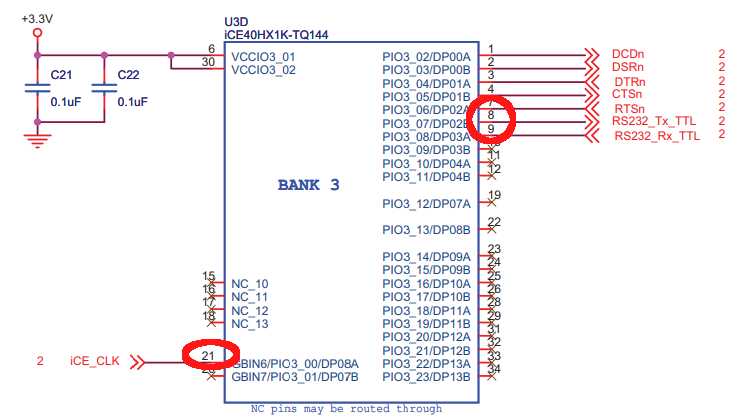 +3.3V
U3D
iCE40HX1K-TQ144
C21
0.1uF
C22
0.1uF
6 VCCIO3_01
30 VCCIO3_02
PIO3_02/DP00A 1 DCDn 2
PIO3_03/DP00B 2 DSRn 2
PIO3_04/DP01A 3 DTRn 2
PIO3_05/DP01B 4 CTSn 2
PIO3_06/DP02A 7 RTSn 2
PIO3_07/DP02B 8 RS232_Tx_TTL 2
PIO3_08/DP03A 9 RS232_Rx_TTL 2
PIO3_09/DP03B 10
PIO3_10/DP04A 11
PIO3_11/DP04B 12
BANK 3
PIO3_12/DP07A 19
PIO3_13/DP08B 22
PIO3_14/DP09A 23
PIO3_15/DP09B 24
15 NC_10 PIO3_16/DP10A 25
16 NC_11 PIO3_17/DP10B 26
17 NC_12 PIO3_18/DP11A 28
18 NC_13 PIO3_19/DP11B 29
PIO3_20/DP12A 31
PIO3_21/DP12B 32
2 iCE_CLK 21 GBIN6/PIO3_00/DP08A PIO3_22/DP13A 33
GBIN7/PIO3_01/DP07B PIO3_23/DP13B 34
NC pins may be routed through